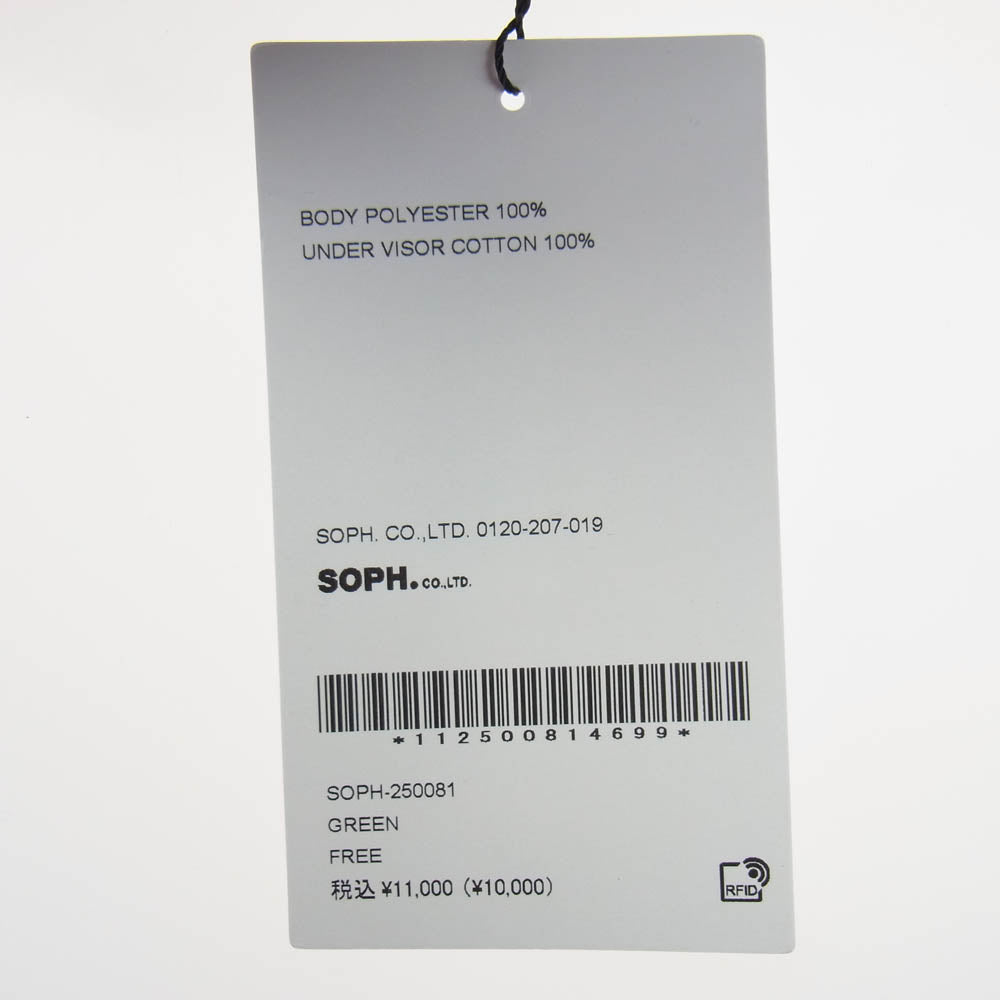 BODY POLYESTER 100%
UNDER VISOR COTTON 100%
SOPH. CO.,LTD. 0120-207-019
SOPH. CO.,LTD.
*112500814699*
SOPH-250081
GREEN
FREE
税込 ¥11,000 (¥10,000)
RFID